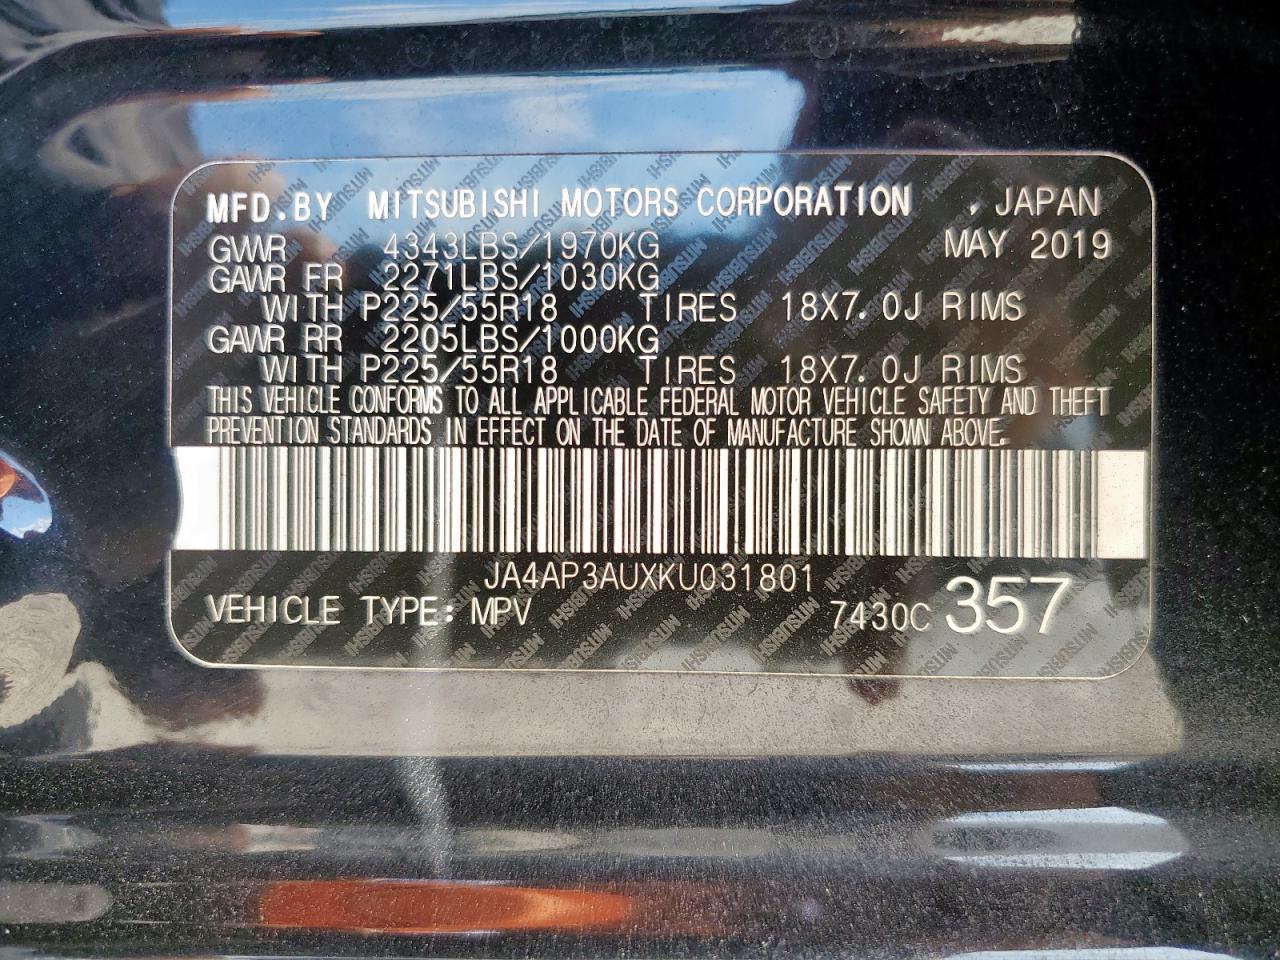 MFD.BY MITSUBISHI MOTORS CORPORATION , JAPAN
GVWR 4343LBS/1970KG MAY 2019
GAWR FR 2271LBS/1030KG
WITH P225/55R18 TIRES 18X7.0J RIMS
GAWR RR 2205LBS/1000KG
WITH P225/55R18 TIRES 18X7.0J RIMS
THIS VEHICLE CONFORMS TO ALL APPLICABLE FEDERAL MOTOR VEHICLE SAFETY AND THEFT
PREVENTION STANDARDS IN EFFECT ON THE DATE OF MANUFACTURE SHOWN ABOVE.
JA4AP3AUXKU031801
VEHICLE TYPE: MPV 7430C 357